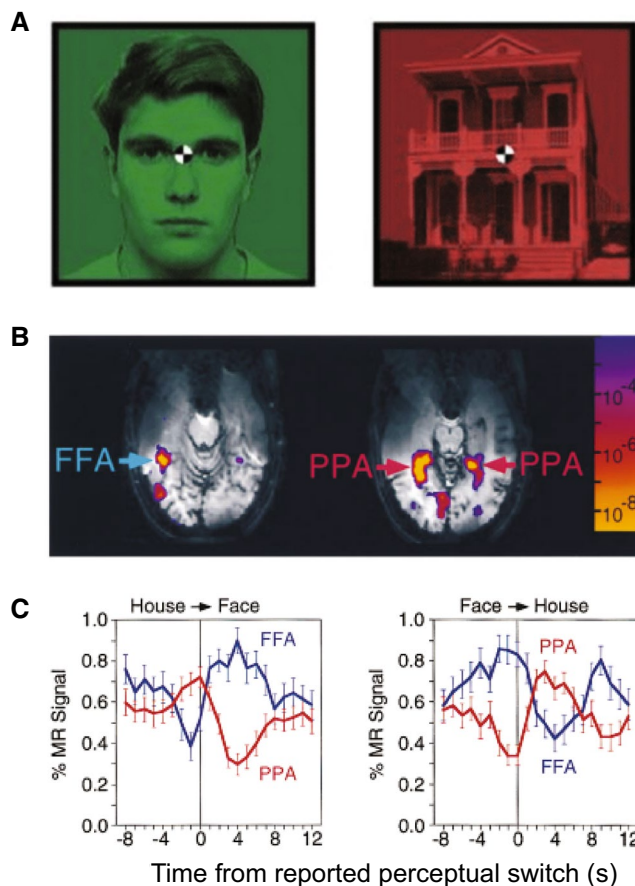 A
B
FFA PPA PPA
10-4
10-6
10-8
C
House → Face
Face → House
1.0
0.8
0.6
0.4
0.2
0.0
% MR Signal
FFA
PPA
-8 -4 0 4 8 12
% MR Signal
1.0
0.8
0.6
0.4
0.2
0.0
PPA
FFA
-8 -4 0 4 8 12
Time from reported perceptual switch (s)